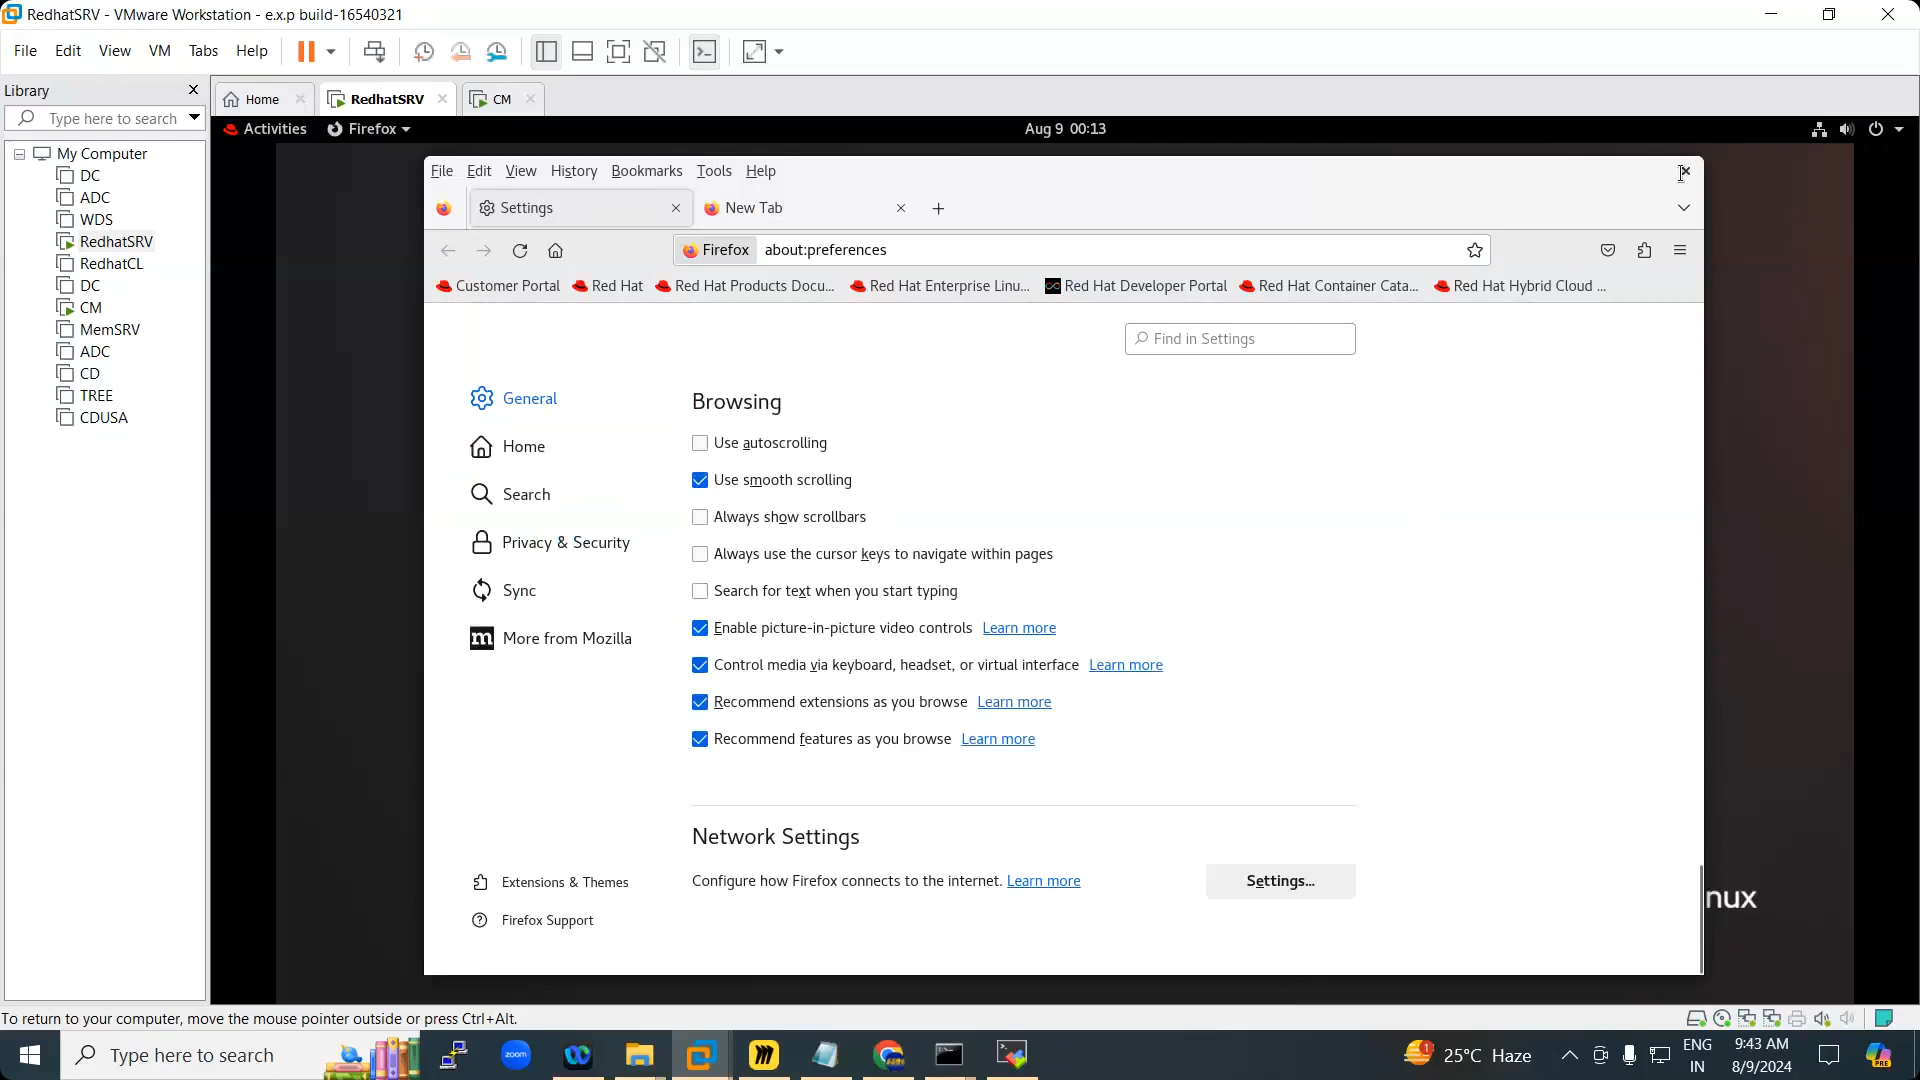 RedhatSRV - VMware Workstation - e.x.p build-16540321
File Edit View VM Tabs Help
Library
Home RedhatSRV CM
Type here to search
Activities Firefox Aug 9 00:13
My Computer
DC
ADC
WDS
RedhatSRV
RedhatCL
DC
CM
MemSRV
ADC
CD
TREE
CDUSA
File Edit View History Bookmarks Tools Help
Settings New Tab
Firefox about:preferences
Customer Portal Red Hat Red Hat Products Docu... Red Hat Enterprise Linu... Red Hat Developer Portal Red Hat Container Cata... Red Hat Hybrid Cloud ...
Find in Settings
General
Home
Search
Privacy & Security
Sync
More from Mozilla
Extensions & Themes
Firefox Support
Browsing
Use autoscrolling
Use smooth scrolling
Always show scrollbars
Always use the cursor keys to navigate within pages
Search for text when you start typing
Enable picture-in-picture video controls Learn more
Control media via keyboard, headset, or virtual interface Learn more
Recommend extensions as you browse Learn more
Recommend features as you browse Learn more
Network Settings
Configure how Firefox connects to the internet. Learn more Settings...
nux
To return to your computer, move the mouse pointer outside or press Ctrl+Alt.
Type here to search
zoom
1
25°C Haze
ENG
IN
9:43 AM
8/9/2024
PRE